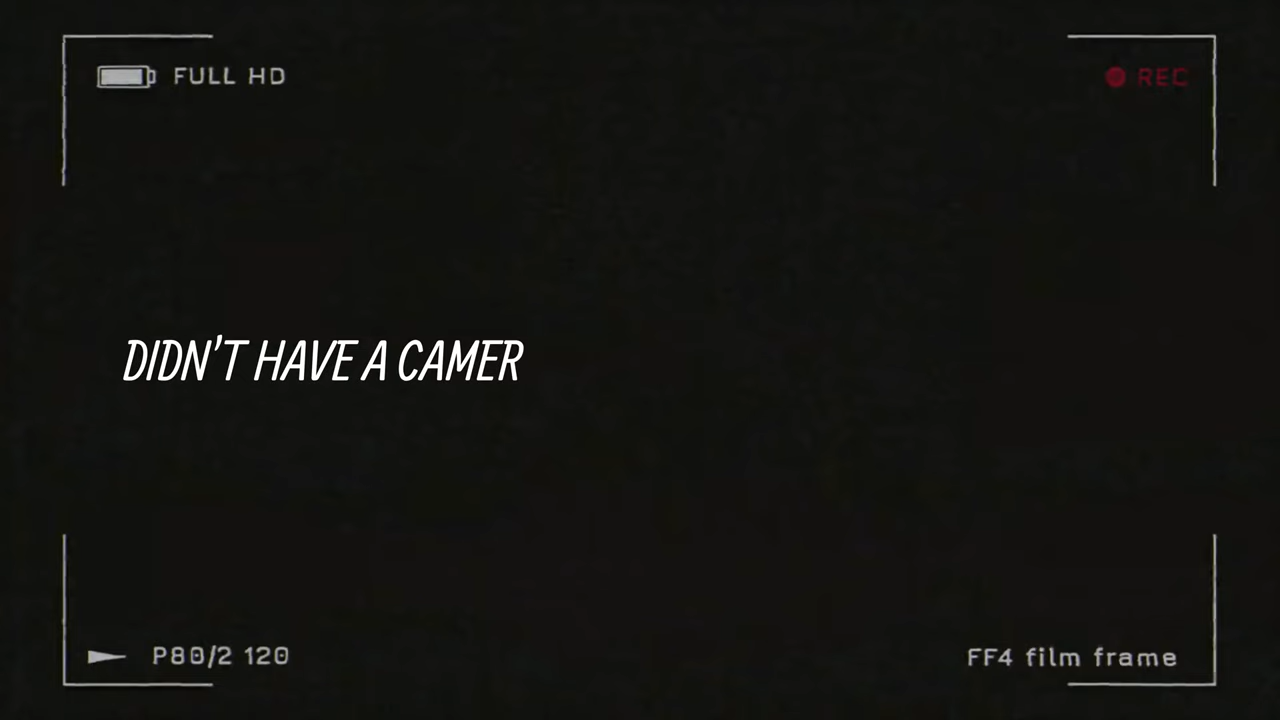 FULL HD
REC
DIDN'T HAVE A CAMER
P80/2 120
FF4 film frame